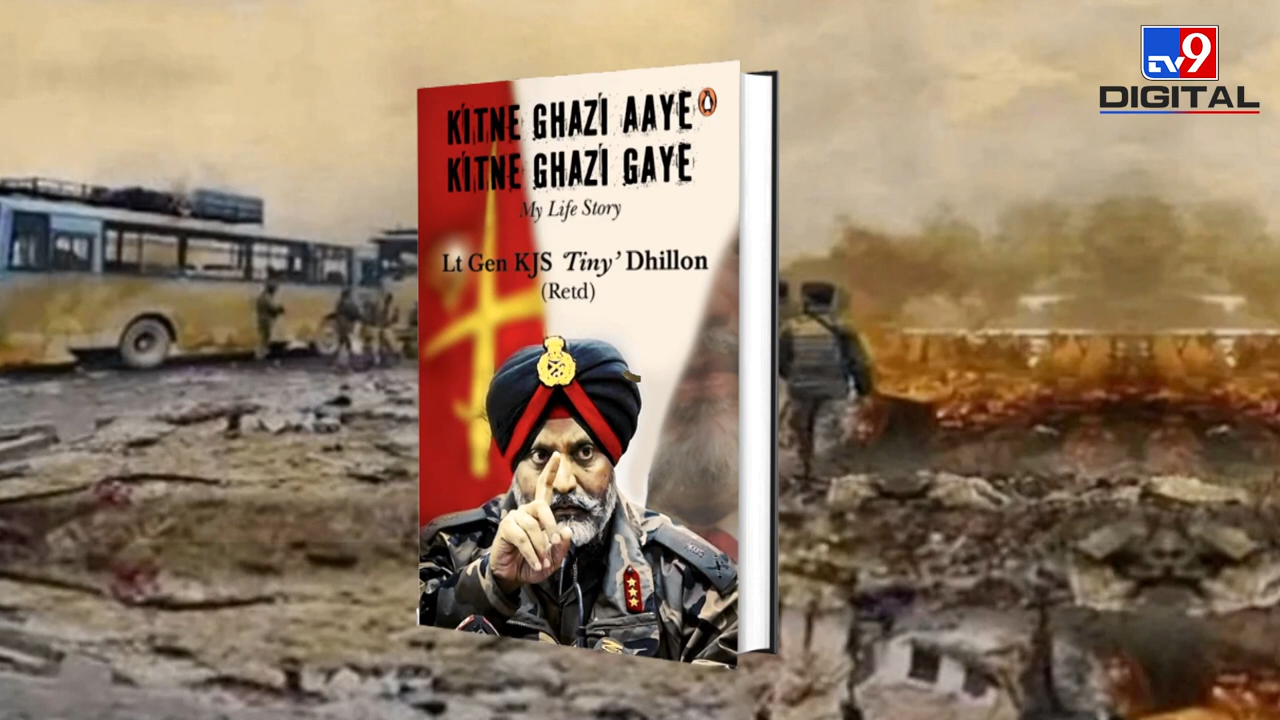 KITNE GHAZI AAYE
KITNE GHAZI GAYE
My Life Story
Lt Gen KJS 'Tiny' Dhillon
(Retd)
TV9
DIGITAL